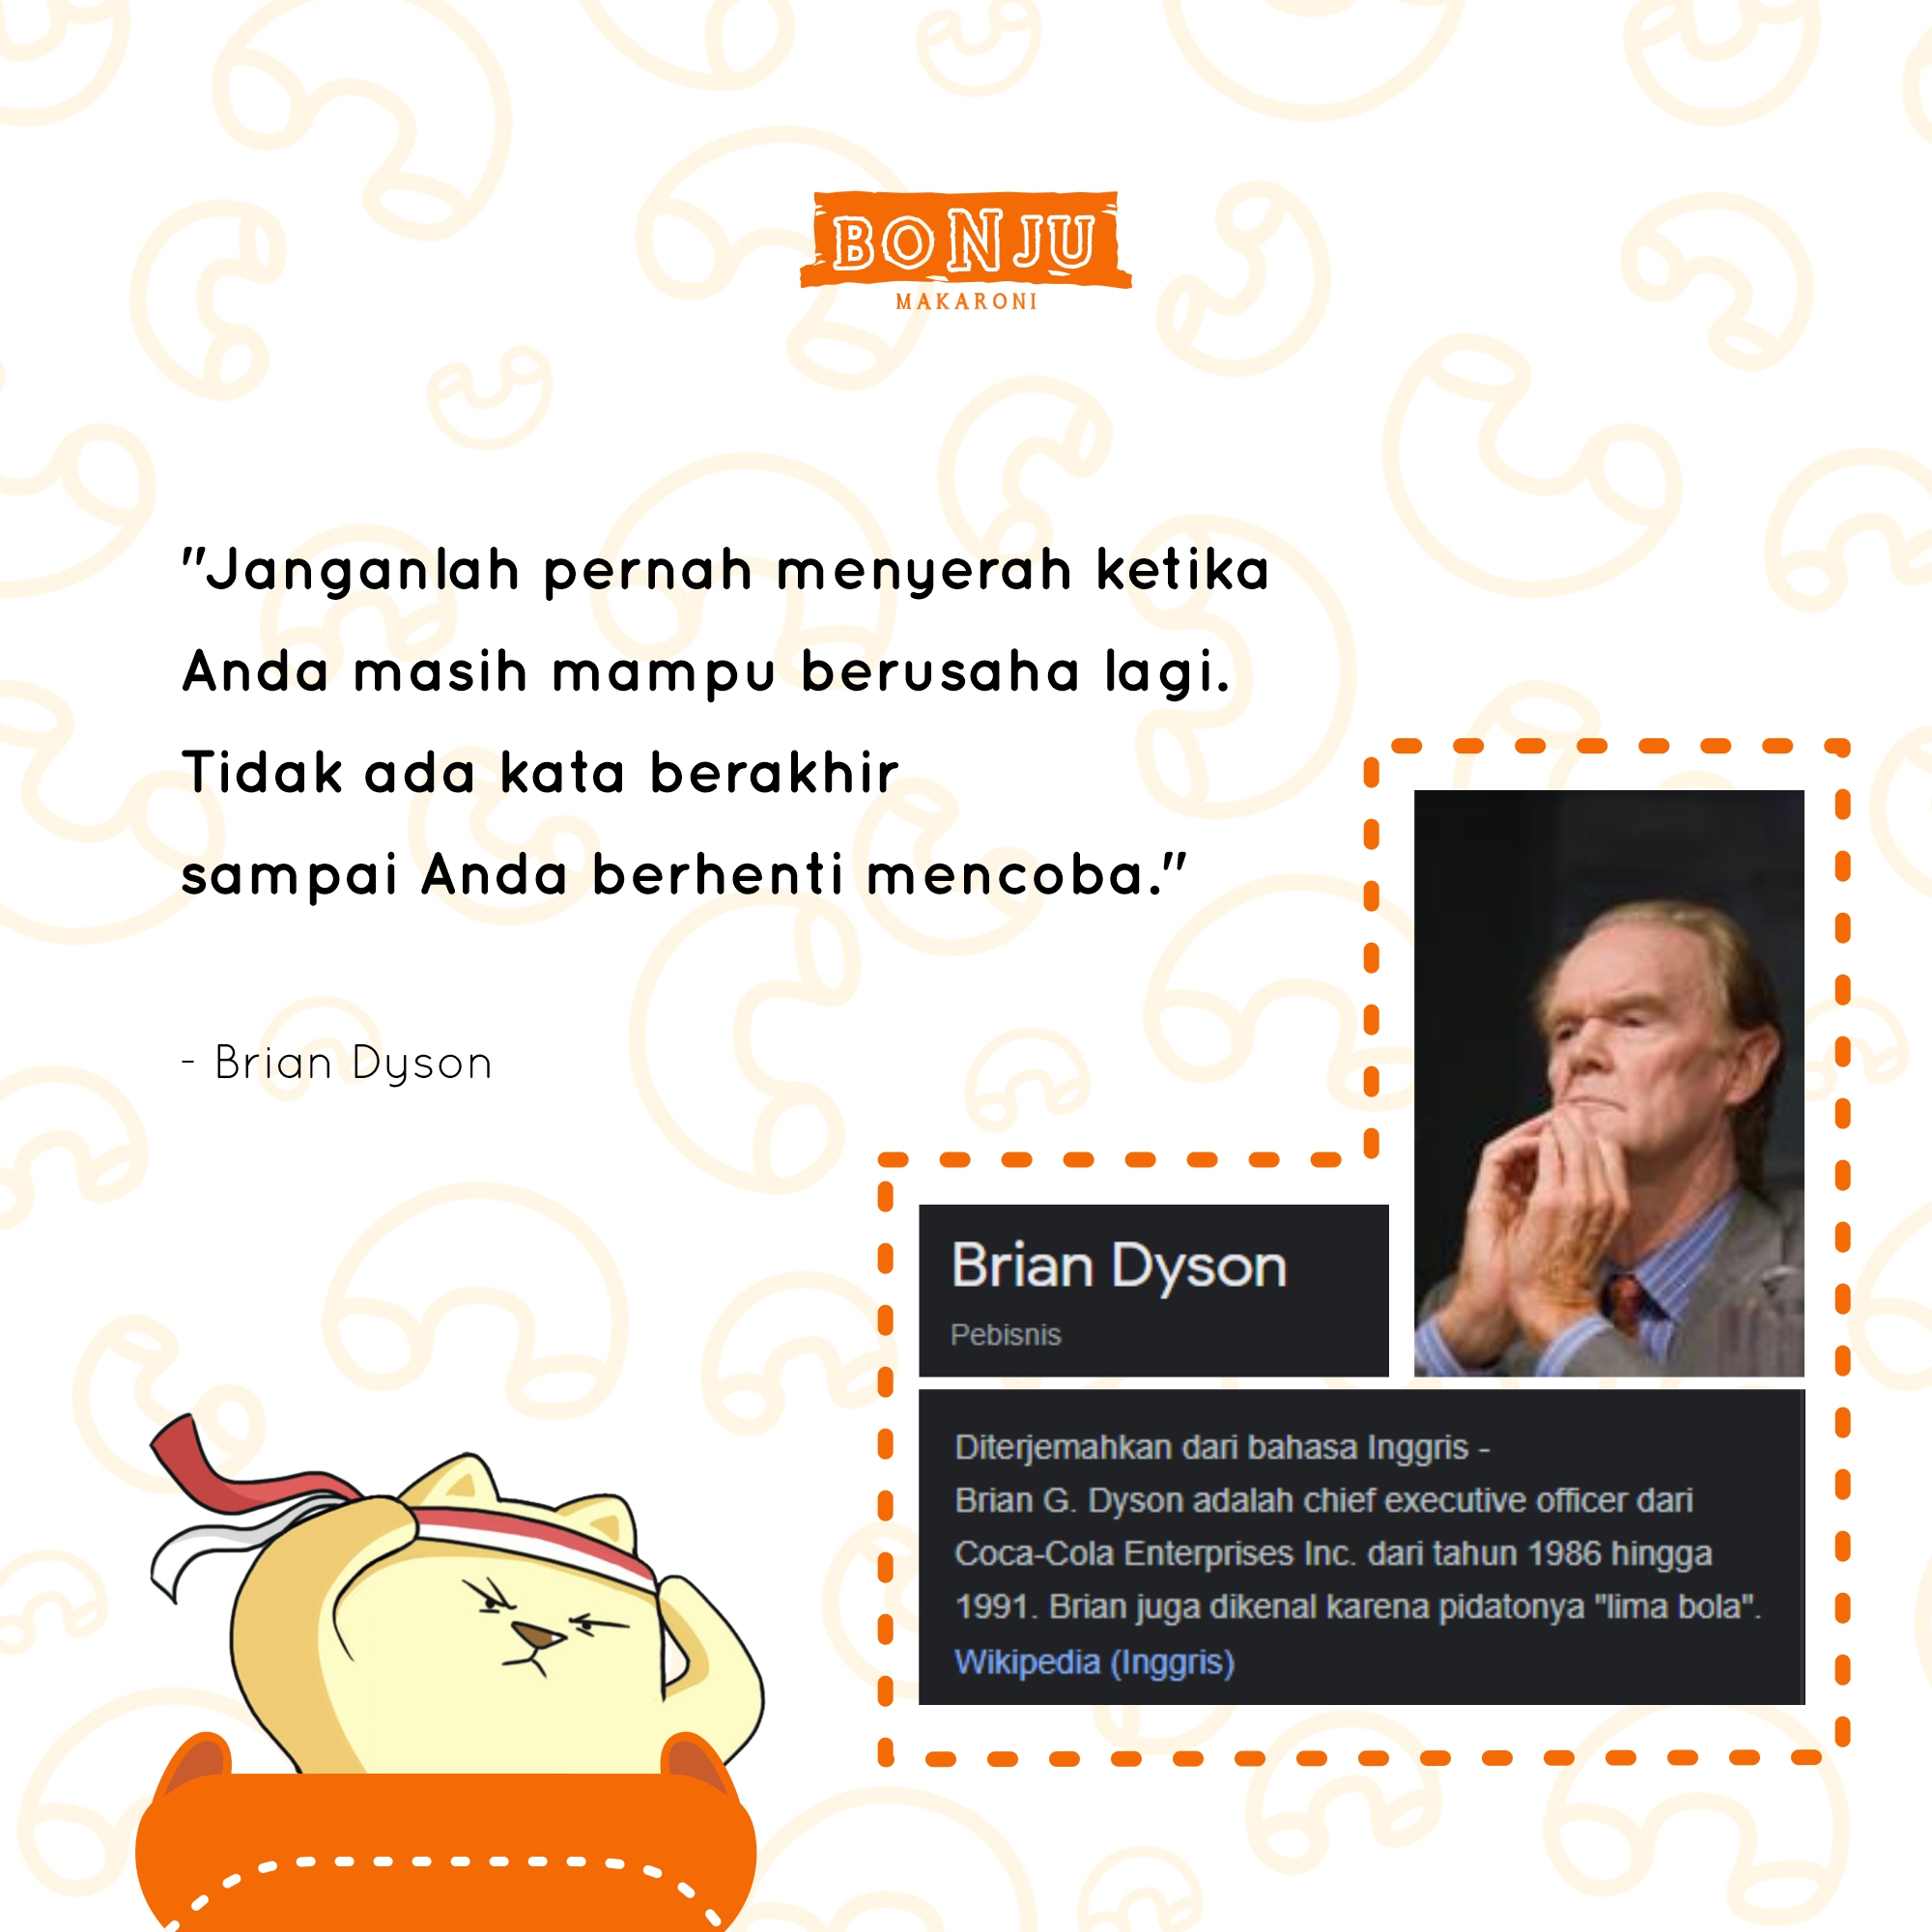 BONJU
MAKARONI
"Janganlah pernah menyerah ketika
Anda masih mampu berusaha lagi.
Tidak ada kata berakhir
sampai Anda berhenti mencoba."
- Brian Dyson
Brian Dyson
Pebisnis
Diterjemahkan dari bahasa Inggris -
Brian G. Dyson adalah chief executive officer dari
Coca-Cola Enterprises Inc. dari tahun 1986 hingga
1991. Brian juga dikenal karena pidatonya "lima bola".
Wikipedia (Inggris)